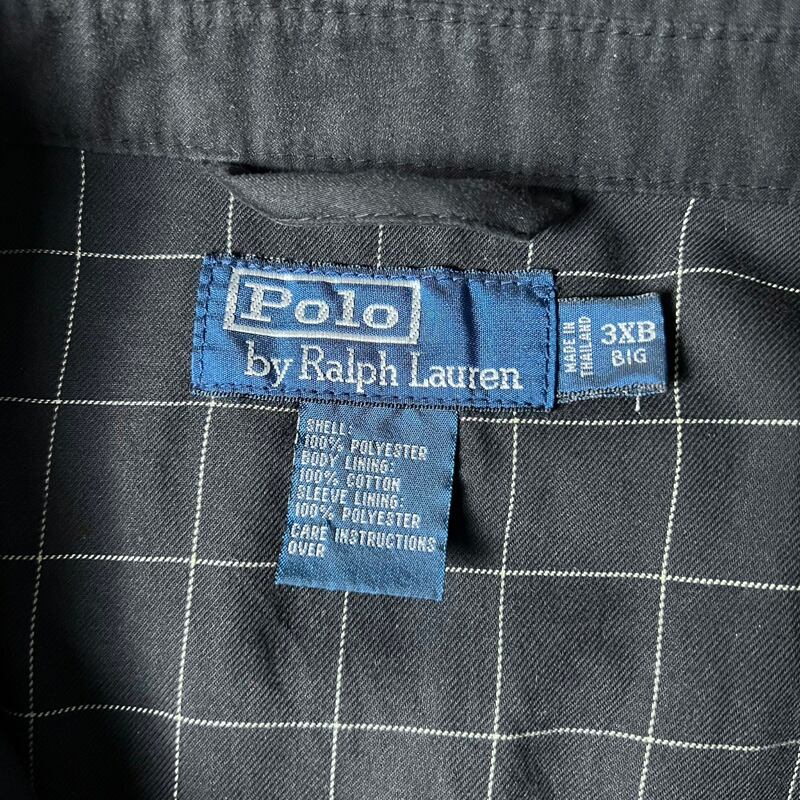 Polo
by Ralph Lauren
MADE IN
THAILAND
3XB
BIG
SHELL:
100% POLYESTER
BODY LINING:
100% COTTON
SLEEVE LINING:
100% POLYESTER
CARE INSTRUCTIONS
OVER